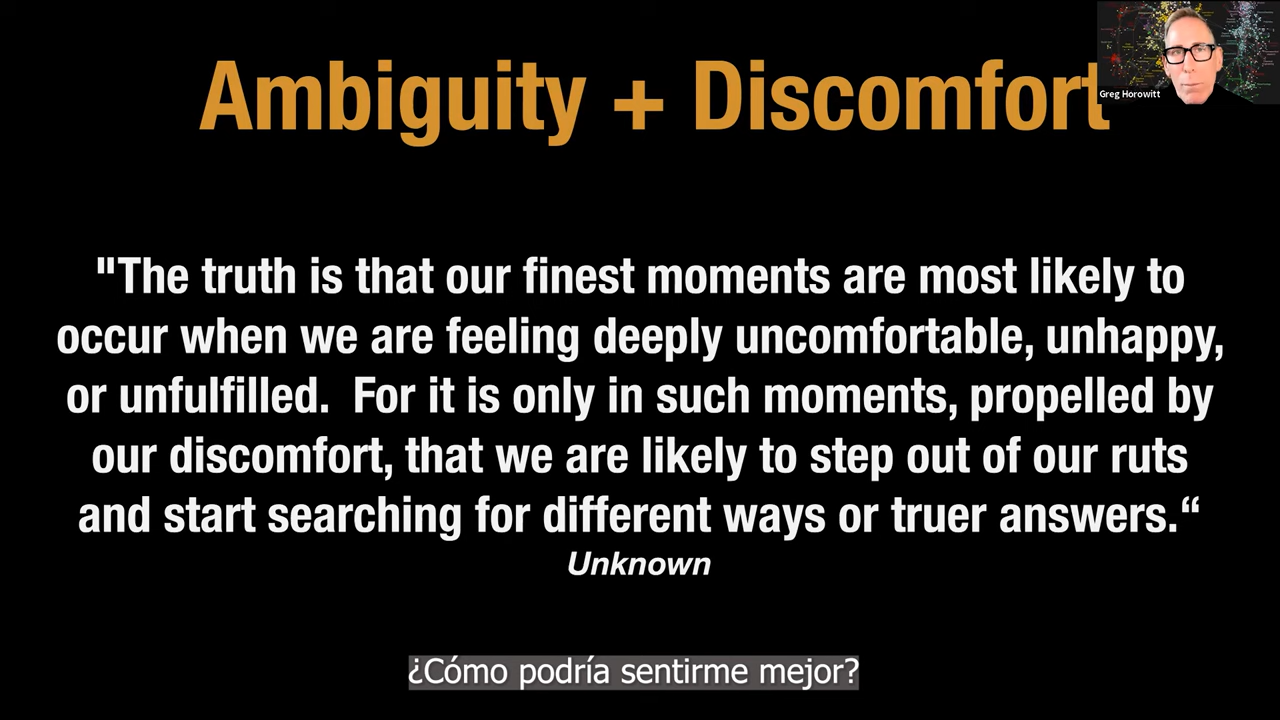 Ambiguity + Discomfort
Greg Horowitt
"The truth is that our finest moments are most likely to
occur when we are feeling deeply uncomfortable, unhappy,
or unfulfilled.  For it is only in such moments, propelled by
our discomfort, that we are likely to step out of our ruts
and start searching for different ways or truer answers.“
Unknown
¿Cómo podría sentirme mejor?